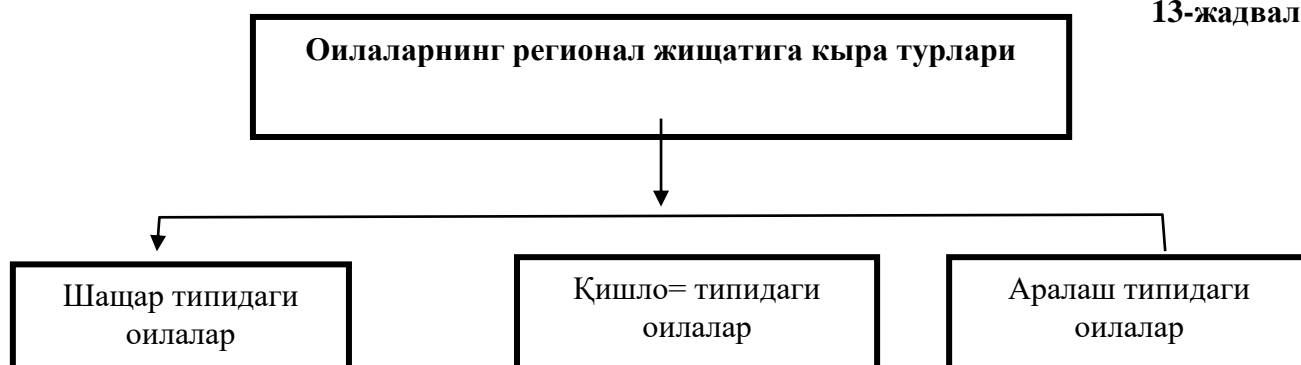 13-жадвал
Оилаларнинг регионал жищатига кыра турлари
Шащар типидаги
оилалар
Қишло= типидаги
оилалар
Аралаш типидаги
оилалар